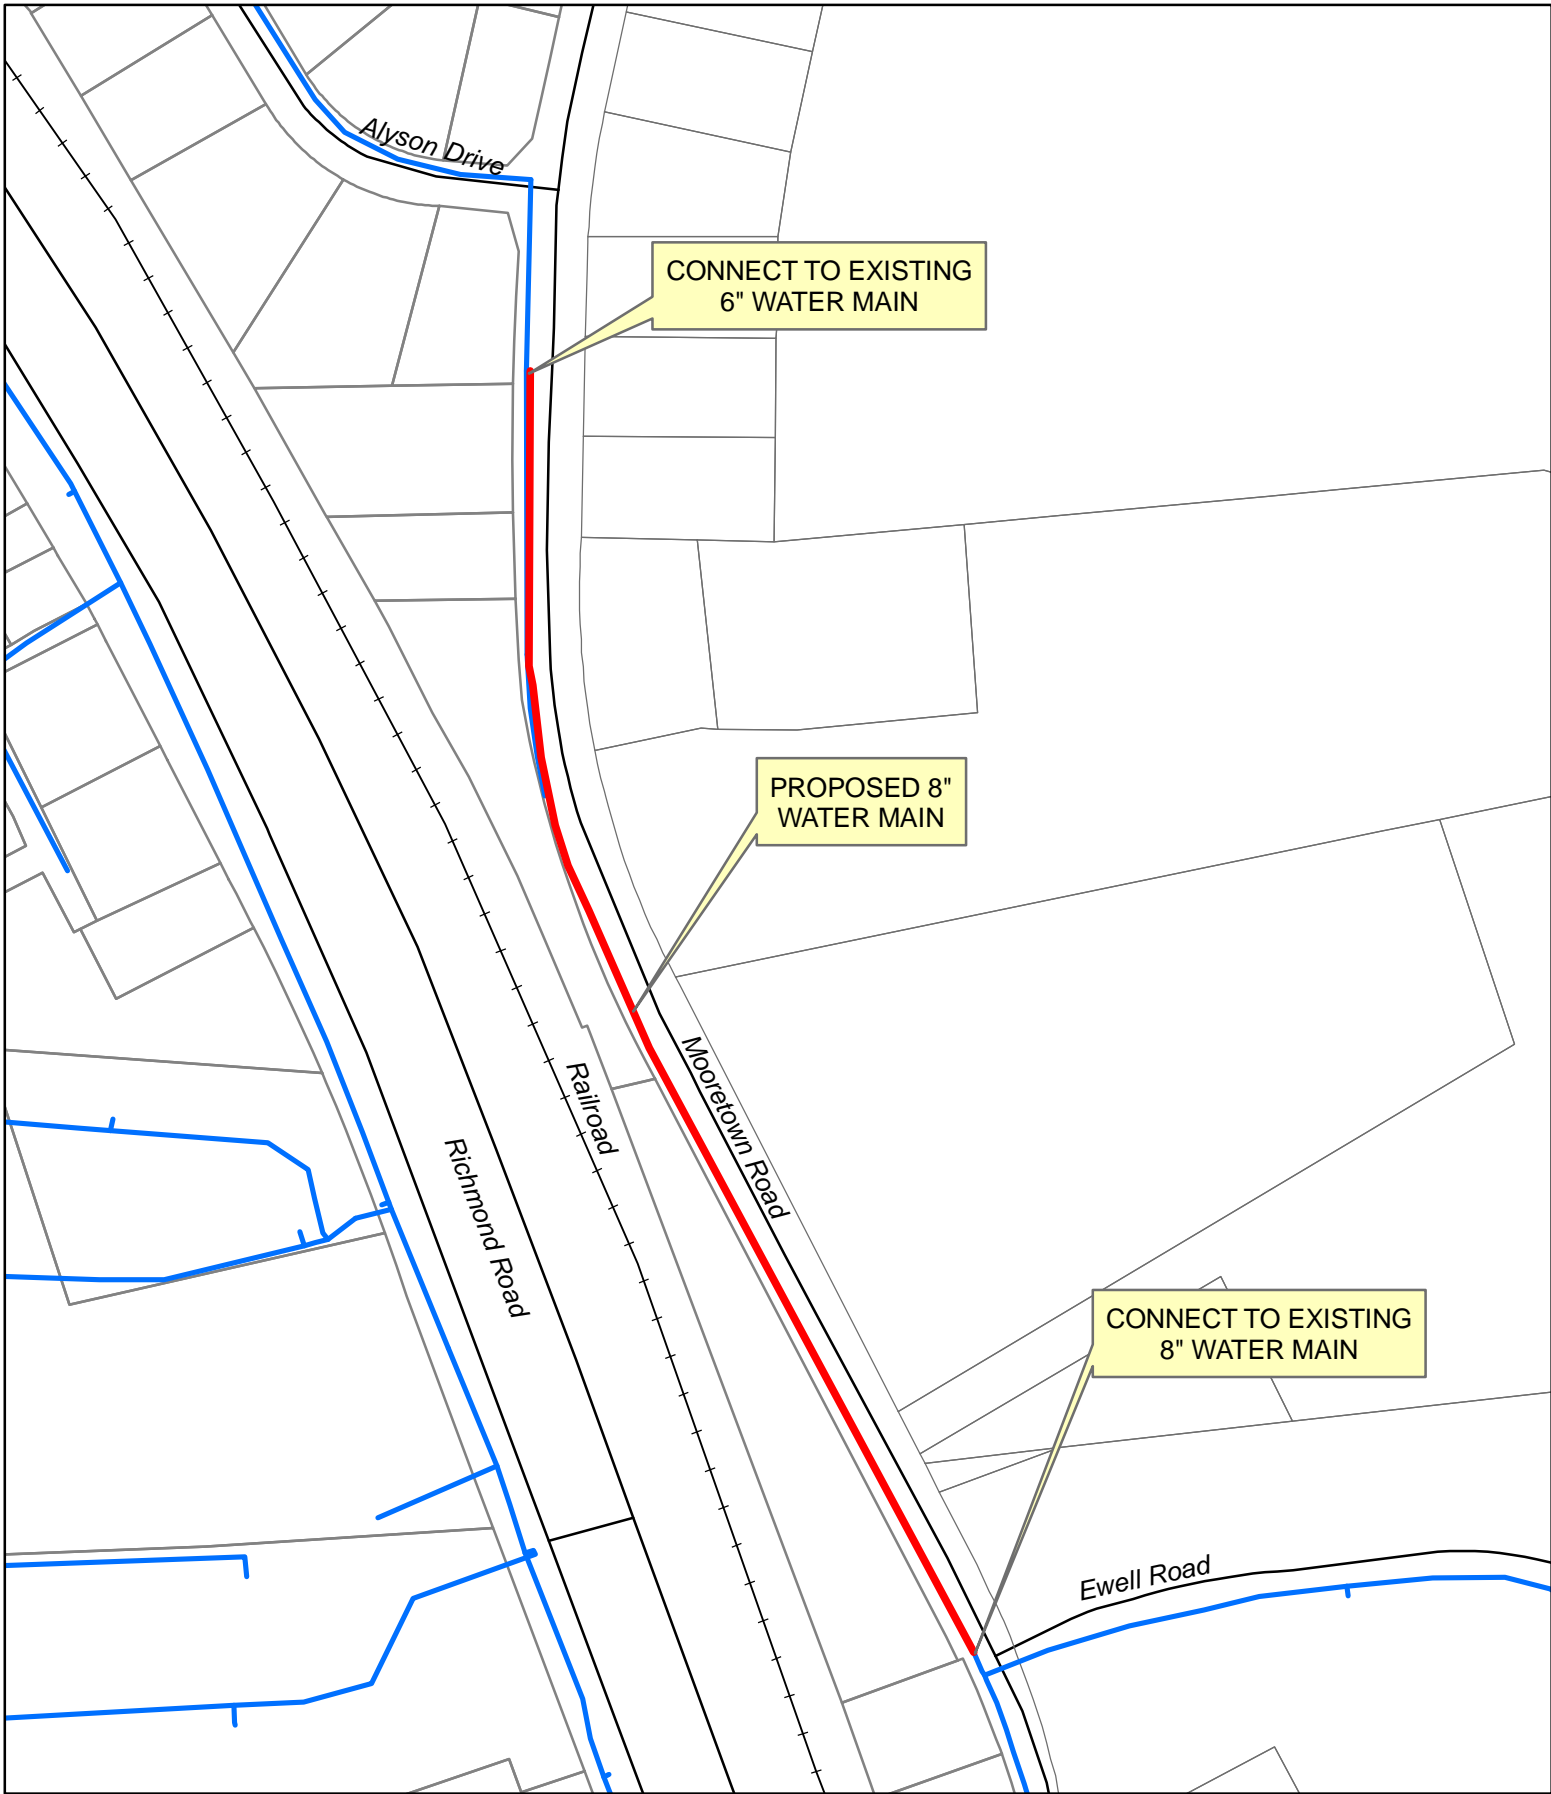 Alyson Drive
CONNECT TO EXISTING
6" WATER MAIN
PROPOSED 8"
WATER MAIN
Mooretown Road
Railroad
Richmond Road
CONNECT TO EXISTING
8" WATER MAIN
Ewell Road